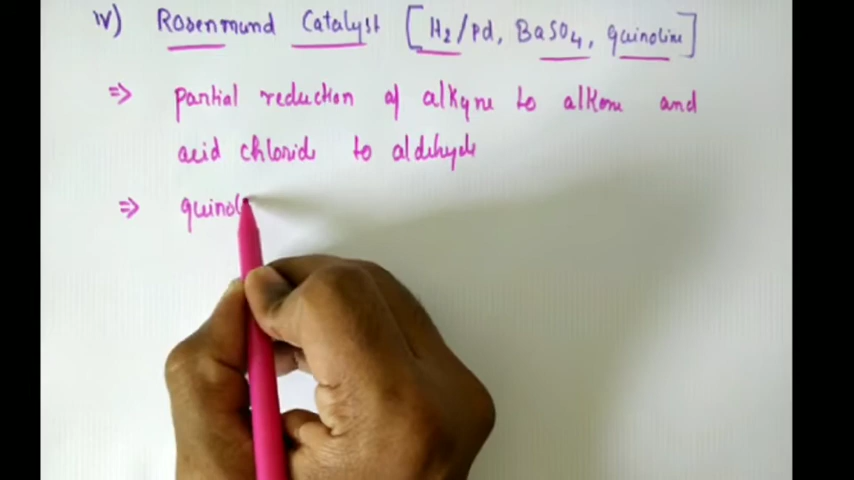 iv) Rosenmund Catalyst [H2/Pd, BaSO4, quinoline]
⇒ partial reduction of alkyne to alkene and
acid chloride to aldehyde
⇒ quinol